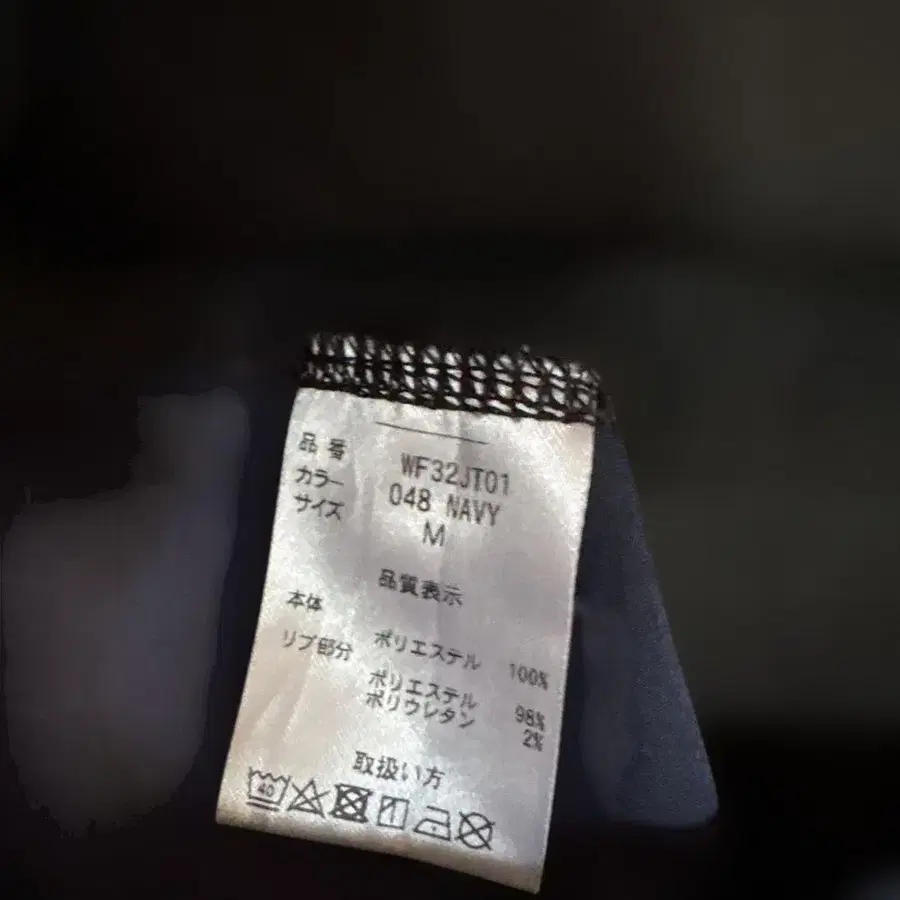 品番 WF32JT01
カラー 048 NAVY
サイズ M
品質表示
本体
ポリエステル 100%
リブ部分
ポリエステル 98%
ポリウレタン 2%
取扱い方
40